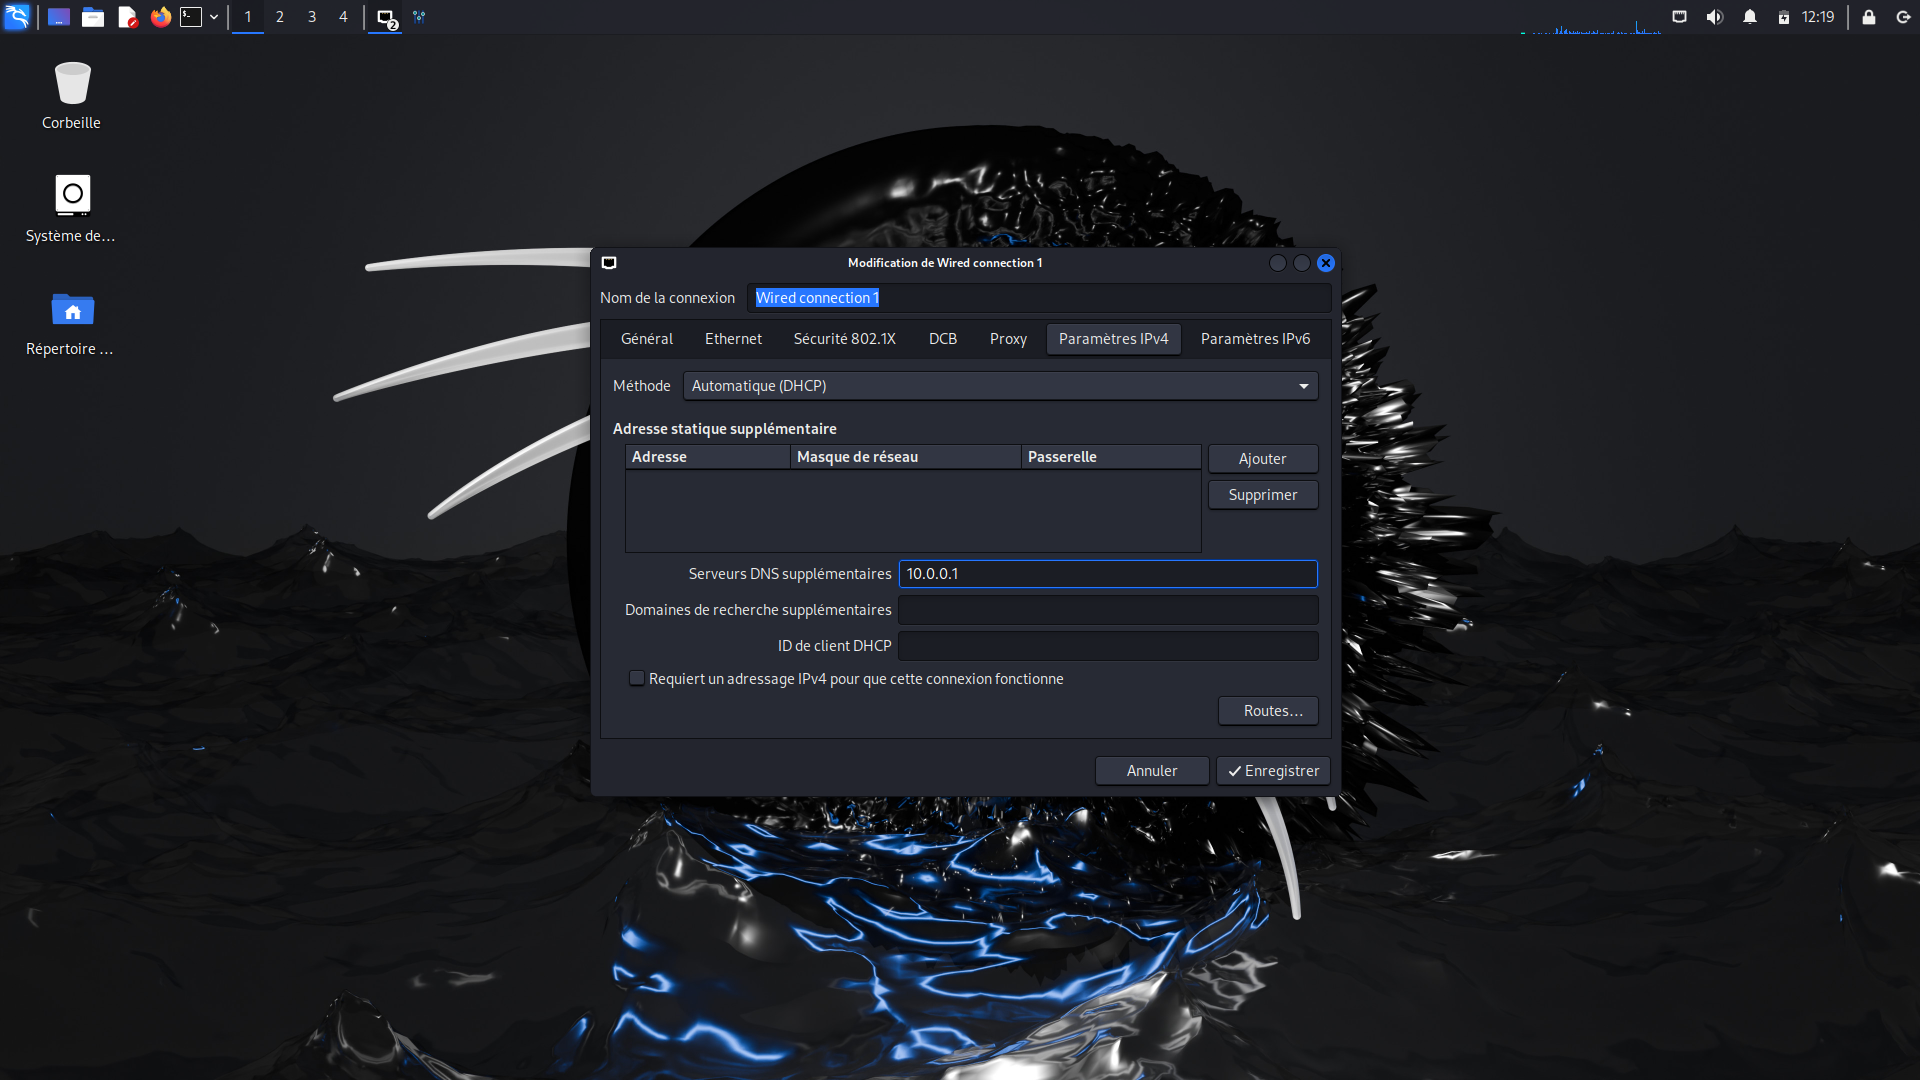 1 2 3 4 2 12:19
Corbeille
Système de...
Répertoire ...
Modification de Wired connection 1
Nom de la connexion Wired connection 1
Général Ethernet Sécurité 802.1X DCB Proxy Paramètres IPv4 Paramètres IPv6
Méthode Automatique (DHCP)
Adresse statique supplémentaire
Adresse Masque de réseau Passerelle Ajouter
Supprimer
Serveurs DNS supplémentaires 10.0.0.1
Domaines de recherche supplémentaires
ID de client DHCP
Requiert un adressage IPv4 pour que cette connexion fonctionne
Routes...
Annuler Enregistrer